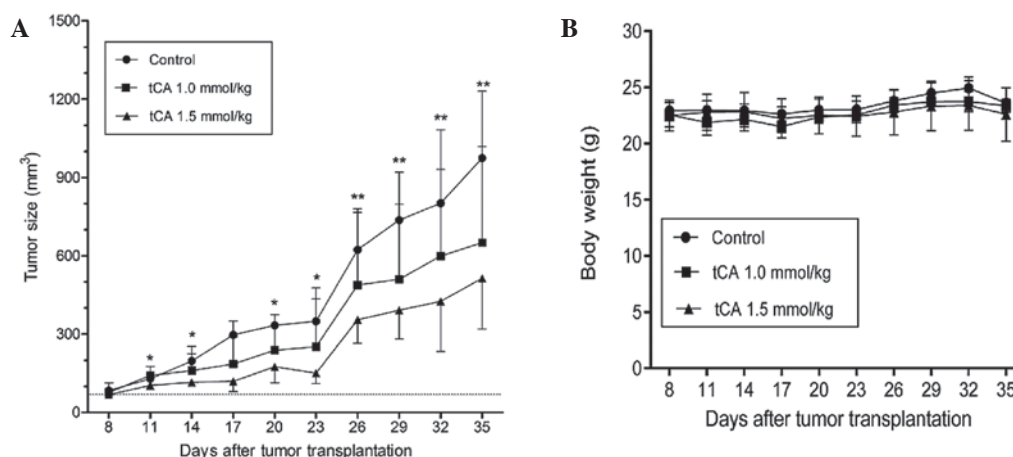 A
1500
1200
900
600
300
0
Tumor size (mm³)
Control
tCA 1.0 mmol/kg
tCA 1.5 mmol/kg
*
*
*
*
**
**
**
**
8 11 14 17 20 23 26 29 32 35
Days after tumor transplantation
B
30
25
20
15
10
5
0
Body weight (g)
Control
tCA 1.0 mmol/kg
tCA 1.5 mmol/kg
8 11 14 17 20 23 26 29 32 35
Days after tumor transplantation